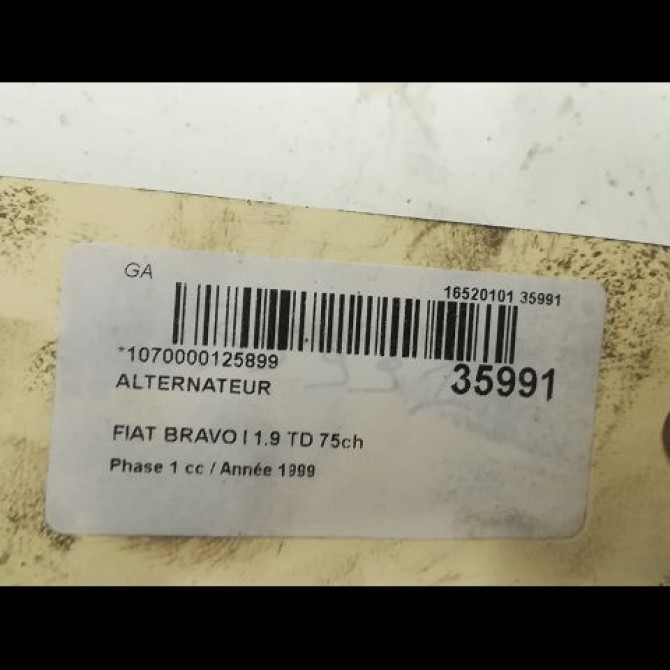 GA
16520101 35991
*1070000125899
35991
ALTERNATEUR
FIAT BRAVO I 1.9 TD 75ch
Phase 1 cc / Année 1999